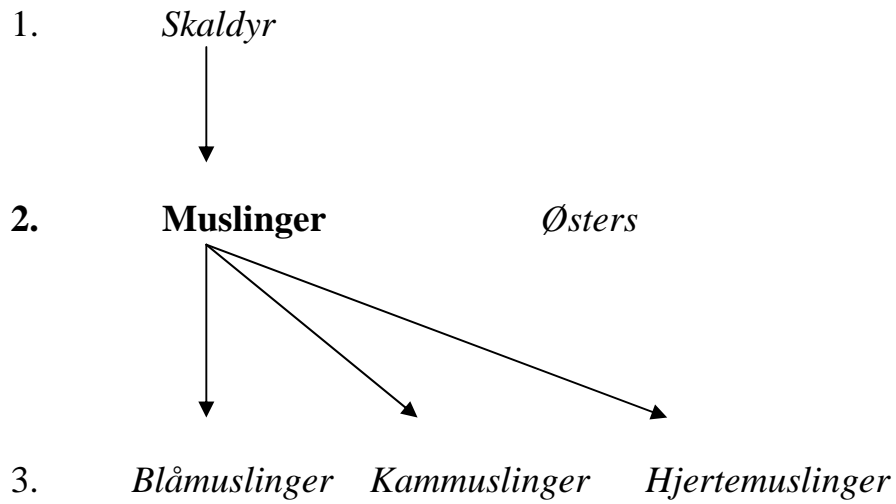 1. Skaldyr
2. Muslinger Østers
3. Blåmuslinger Kammuslinger Hjertemuslinger